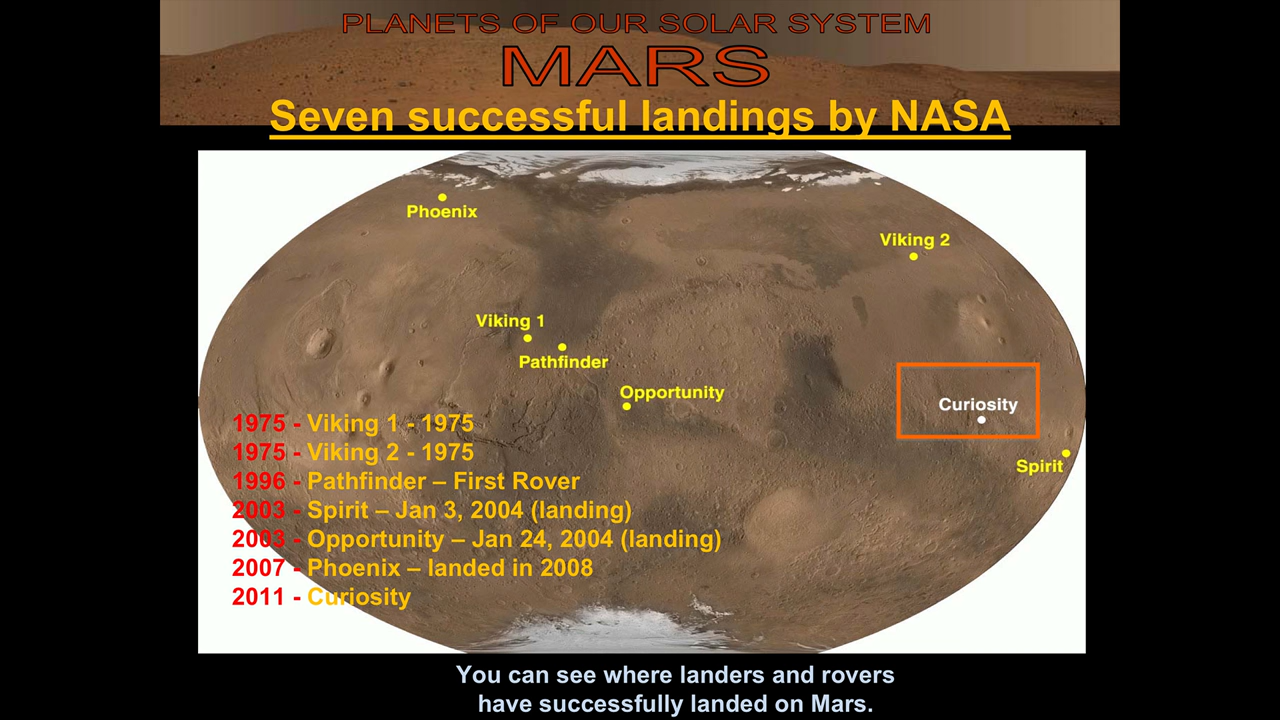 PLANETS OF OUR SOLAR SYSTEM
MARS
Seven successful landings by NASA
Phoenix
Viking 2
Viking 1
Pathfinder
Opportunity
Curiosity
Spirit
1975 - Viking 1 - 1975
1975 - Viking 2 - 1975
1996 - Pathfinder – First Rover
2003 - Spirit – Jan 3, 2004 (landing)
2003 - Opportunity – Jan 24, 2004 (landing)
2007 - Phoenix – landed in 2008
2011 - Curiosity
You can see where landers and rovers
have successfully landed on Mars.